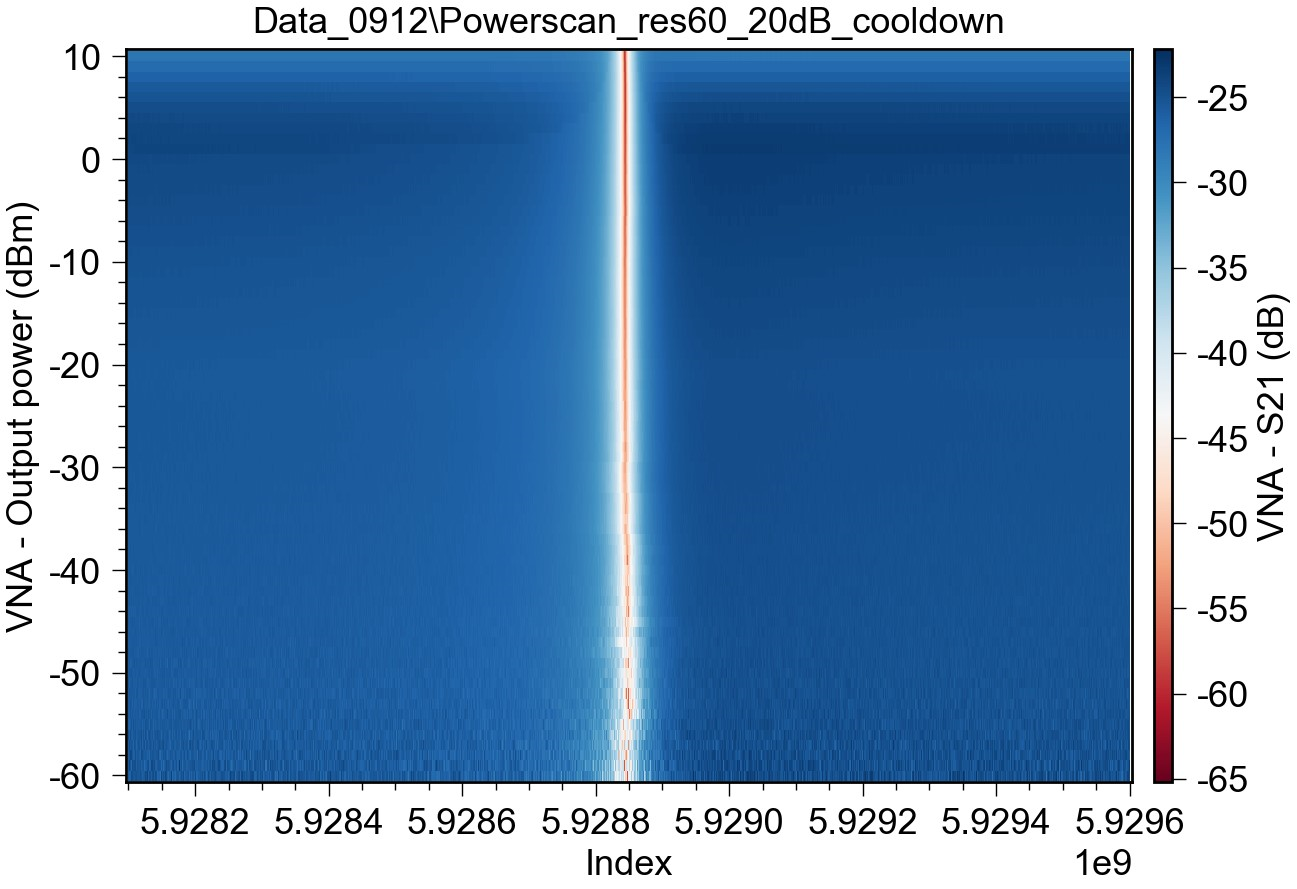 Data_0912\Powerscan_res60_20dB_cooldown
VNA - Output power (dBm)
10
0
-10
-20
-30
-40
-50
-60
5.9282 5.9284 5.9286 5.9288 5.9290 5.9292 5.9294 5.9296
1e9
Index
-25
-30
-35
-40
-45
-50
-55
-60
-65
VNA - S21 (dB)